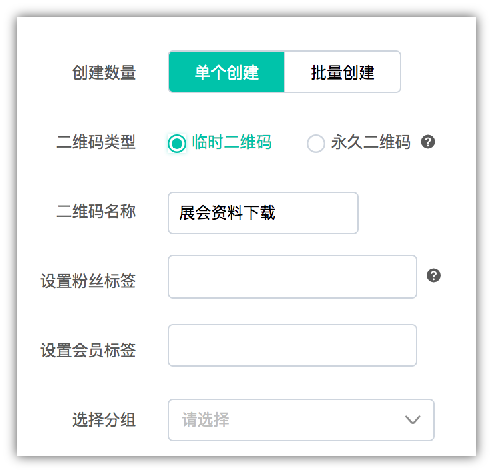 创建数量 单个创建 批量创建
二维码类型 临时二维码 永久二维码 ?
二维码名称 展会资料下载
设置粉丝标签 ?
设置会员标签
选择分组 请选择